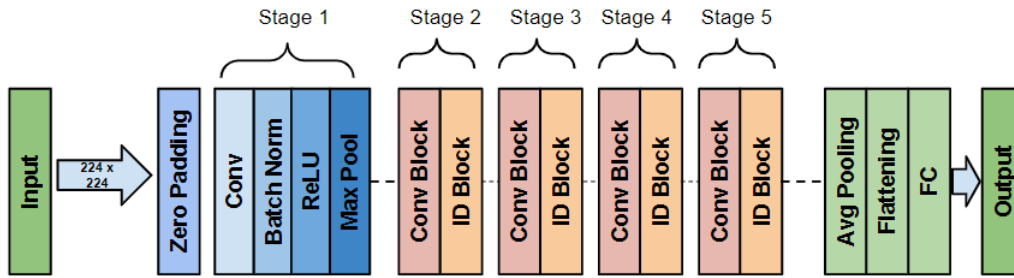 Stage 1
Stage 2
Stage 3
Stage 4
Stage 5
Input
224 x
224
Zero Padding
Conv
Batch Norm
ReLU
Max Pool
Conv Block
ID Block
Conv Block
ID Block
Conv Block
ID Block
Conv Block
ID Block
Avg Pooling
Flattening
FC
Output